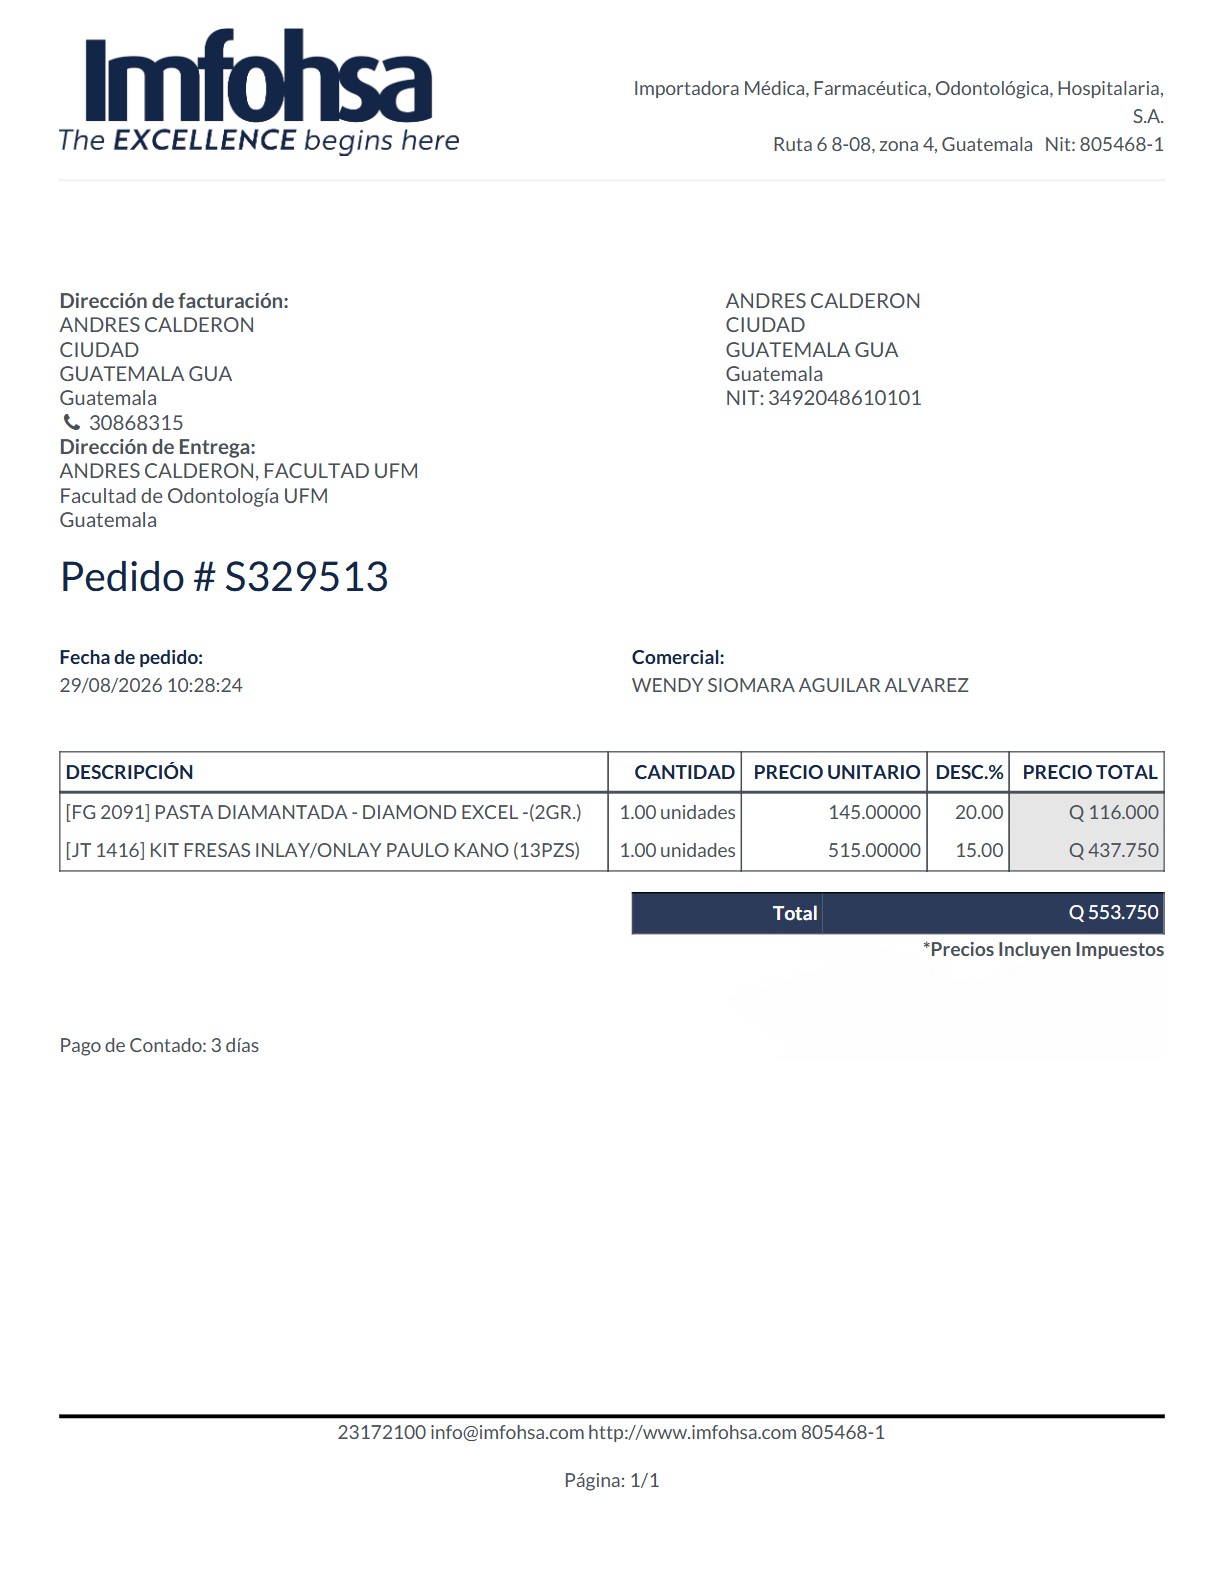 Imfohsa
The EXCELLENCE begins here
Importadora Médica, Farmacéutica, Odontológica, Hospitalaria,
S.A.
Ruta 6 8-08, zona 4, Guatemala Nit: 805468-1
Dirección de facturación:
ANDRES CALDERON
CIUDAD
GUATEMALA GUA
Guatemala
30868315
Dirección de Entrega:
ANDRES CALDERON, FACULTAD UFM
Facultad de Odontología UFM
Guatemala
ANDRES CALDERON
CIUDAD
GUATEMALA GUA
Guatemala
NIT: 3492048610101
Pedido # S329513
Fecha de pedido:
29/08/2026 10:28:24
Comercial:
WENDY SIOMARA AGUILAR ALVAREZ
DESCRIPCIÓN CANTIDAD PRECIO UNITARIO DESC.% PRECIO TOTAL
[FG 2091] PASTA DIAMANTADA - DIAMOND EXCEL -(2GR.) 1.00 unidades 145.00000 20.00 Q 116.000
[JT 1416] KIT FRESAS INLAY/ONLAY PAULO KANO (13PZS) 1.00 unidades 515.00000 15.00 Q 437.750
Total Q 553.750
*Precios Incluyen Impuestos
Pago de Contado: 3 días
23172100 info@imfohsa.com http://www.imfohsa.com 805468-1
Página: 1/1